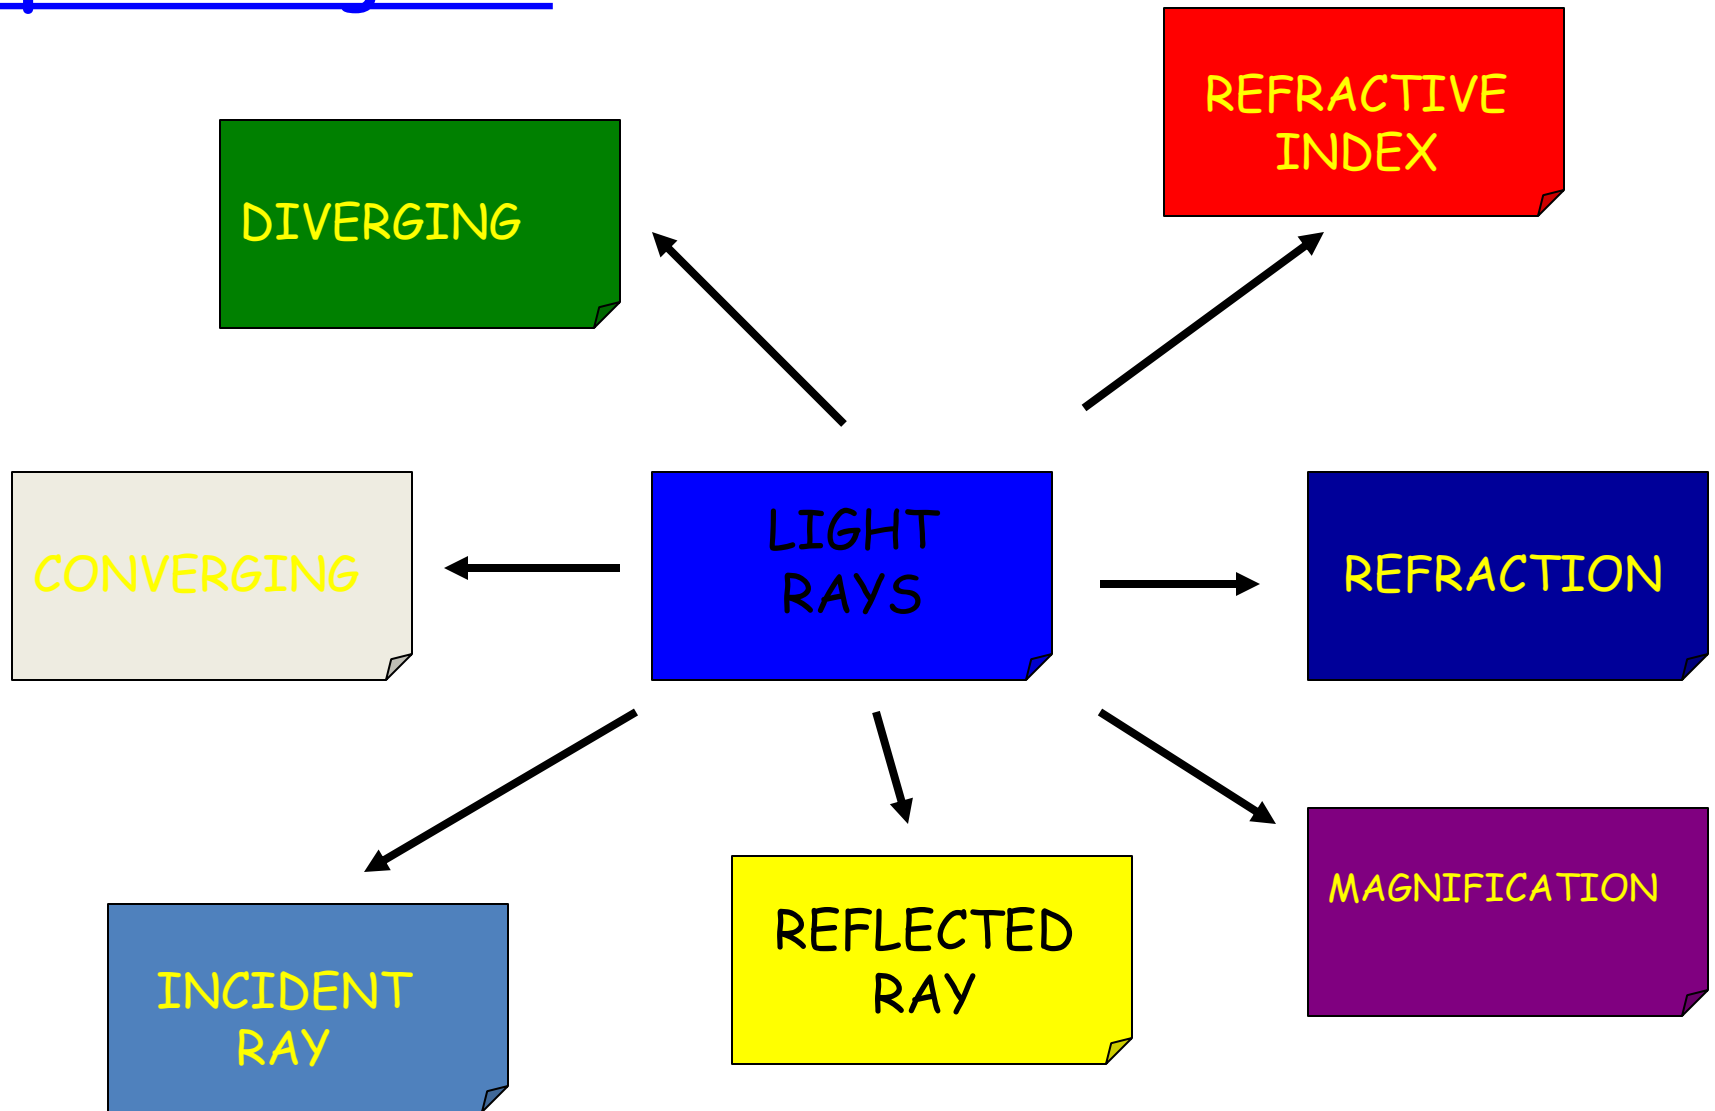 REFRACTIVE
INDEX
DIVERGING
CONVERGING
LIGHT
RAYS
REFRACTION
MAGNIFICATION
REFLECTED
RAY
INCIDENT
RAY